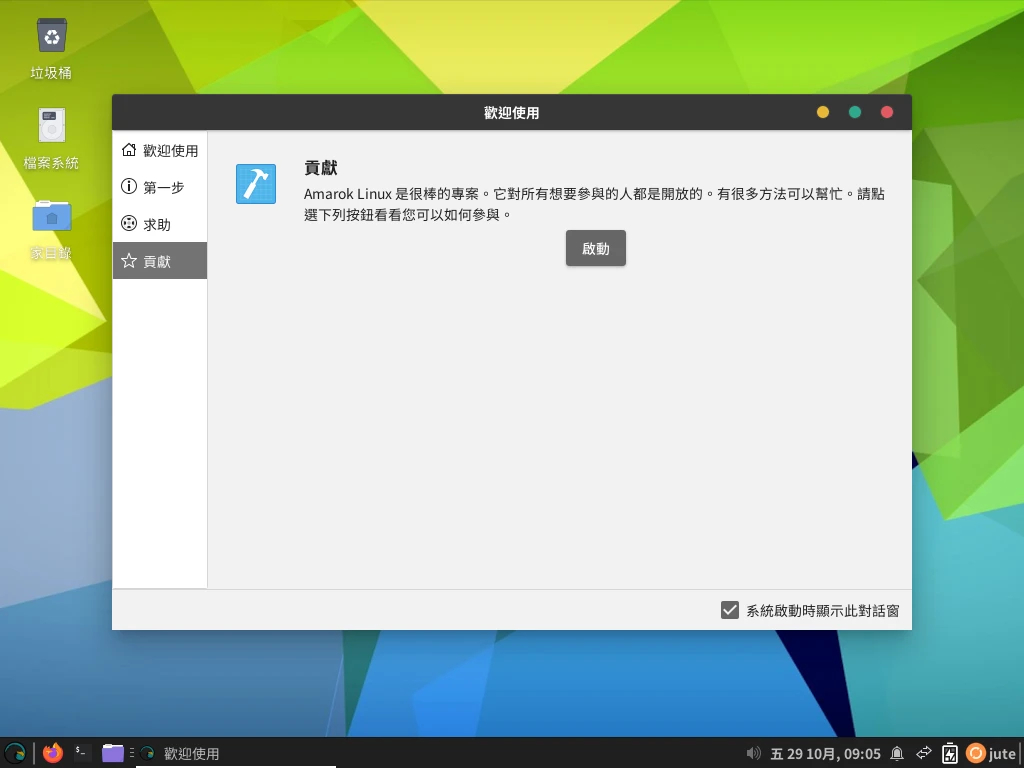 垃圾桶
檔案系統
家目錄
歡迎使用
歡迎使用
第一步
求助
貢獻
貢獻
Amarok Linux 是很棒的專案。它對所有想要參與的人都是開放的。有很多方法可以幫忙。請點
選下列按鈕看看您可以如何參與。
啟動
系統啟動時顯示此對話窗
$_
歡迎使用
五 29 10月, 09:05
jute